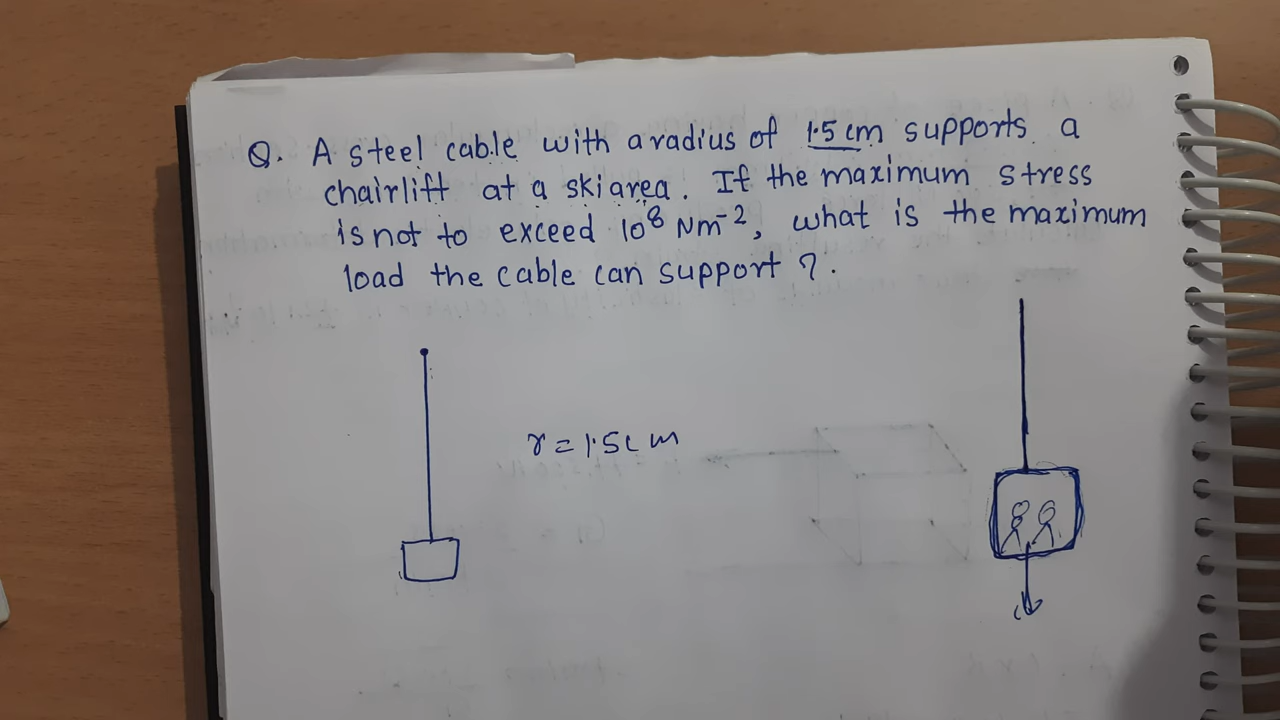 Q. A steel cable with a radius of 1.5 cm supports a
chairlift at a ski area. If the maximum stress
is not to exceed 10⁸ Nm⁻², what is the maximum
load the cable can support ?.
r = 1.5 cm